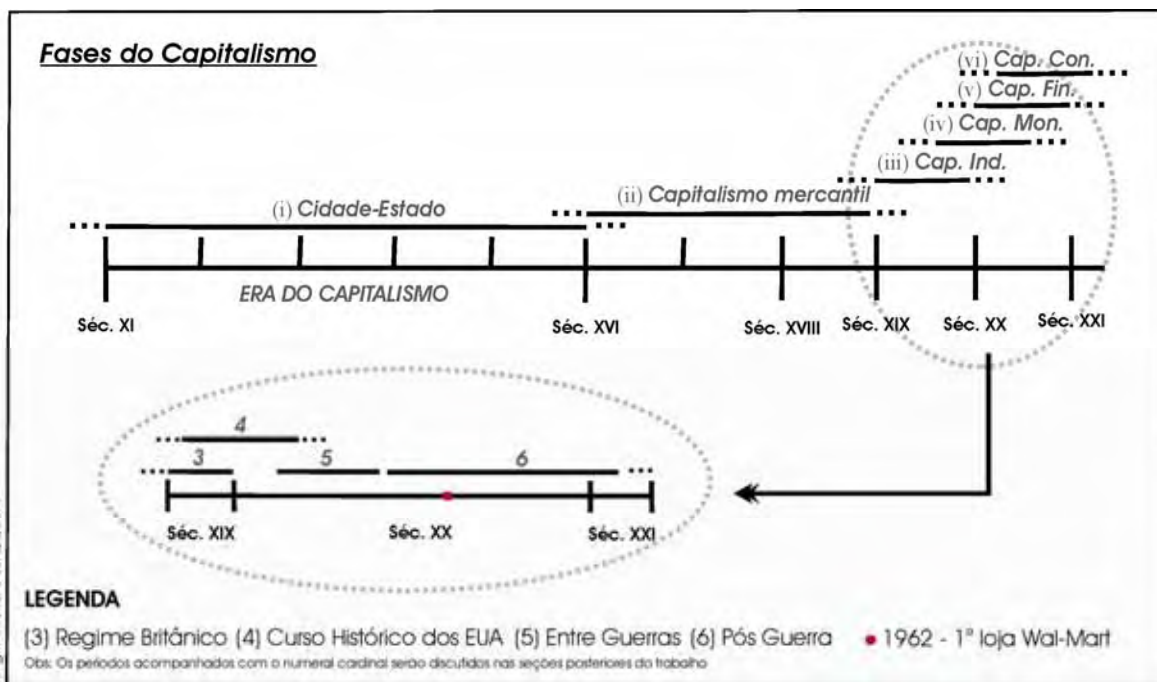 Fases do Capitalismo
(vi) Cap. Con.
(v) Cap. Fin.
(iv) Cap. Mon.
(iii) Cap. Ind.
(ii) Capitalismo mercantil
(i) Cidade-Estado
ERA DO CAPITALISMO
Séc. XI
Séc. XVI
Séc. XVIII
Séc. XIX
Séc. XX
Séc. XXI
4
3
5
6
Séc. XIX
Séc. XX
Séc. XXI
LEGENDA
(3) Regime Britânico (4) Curso Histórico dos EUA (5) Entre Guerras (6) Pós Guerra • 1962 - 1ª loja Wal-Mart
Obs: Os períodos acompanhados com o numeral cardinal serão discutidos nas seções posteriores do trabalho